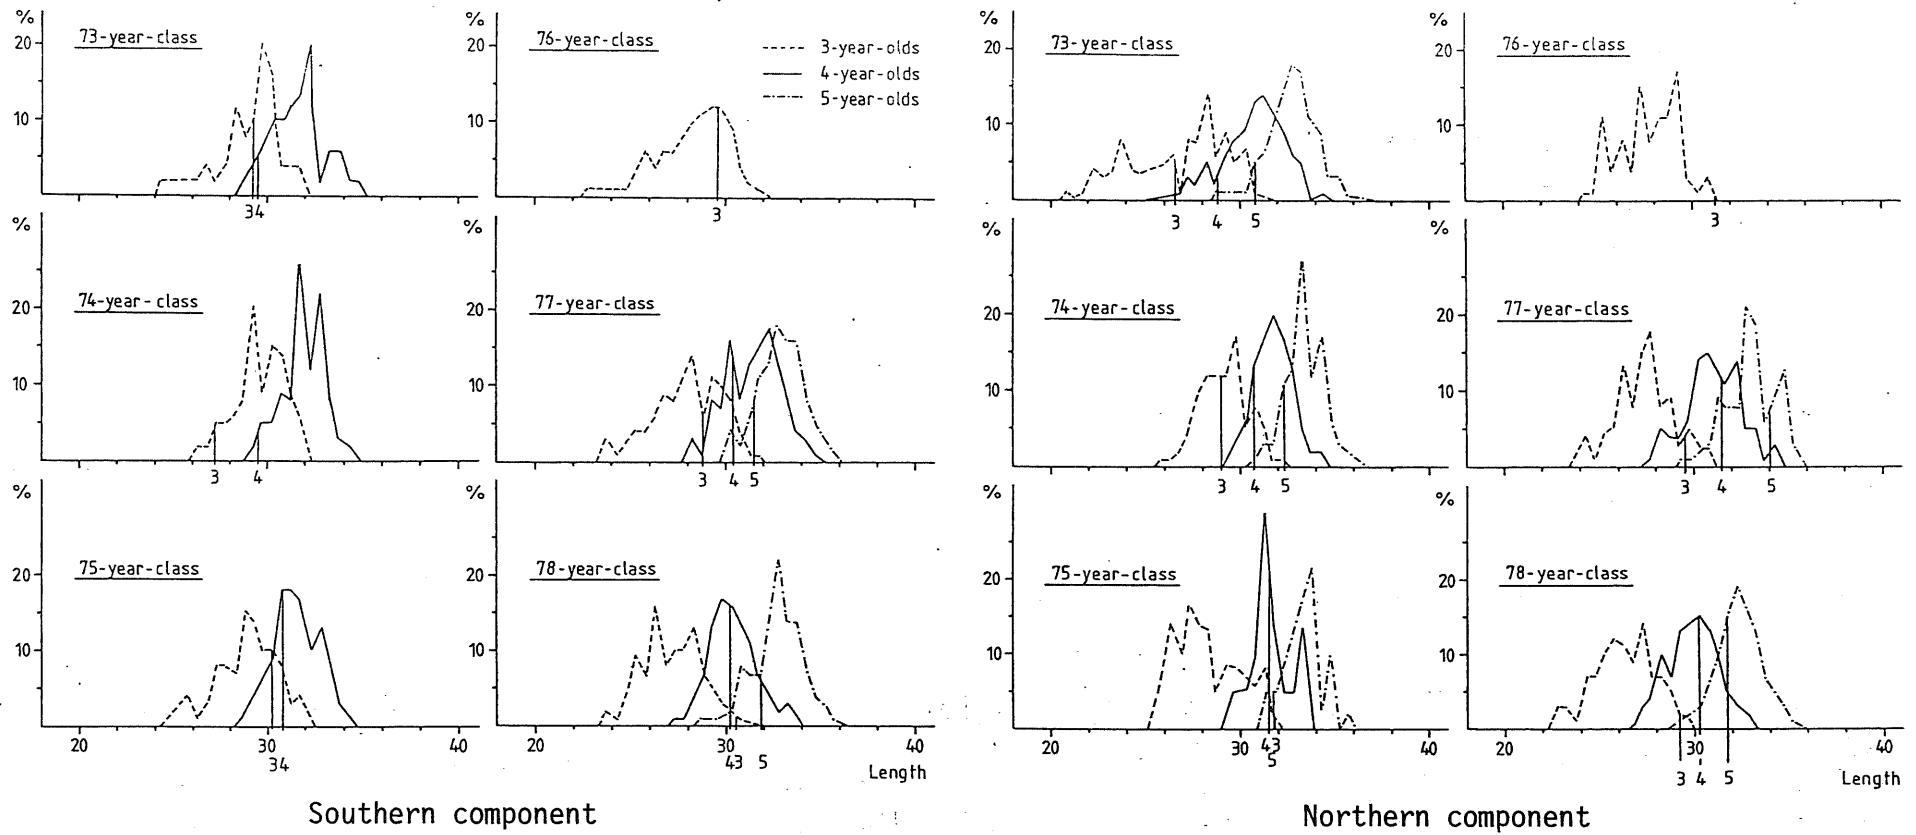 %
20
10
73-year-class
34
%
20
10
76-year-class
3-year-olds
4-year-olds
5-year-olds
3
%
20
10
73-year-class
3 4 5
%
20
10
76-year-class
3
%
20
10
74-year-class
3 4
%
20
10
77-year-class
3 4 5
%
20
10
74-year-class
3 4 5
%
20
10
77-year-class
3 4 5
%
20
10
75-year-class
20 30 40
34
%
20
10
78-year-class
20 30 40
43 5
Length
%
20
10
75-year-class
20 30 40
43
5
%
20
10
78-year-class
20 30 40
3 4 5
Length
Southern component
Northern component